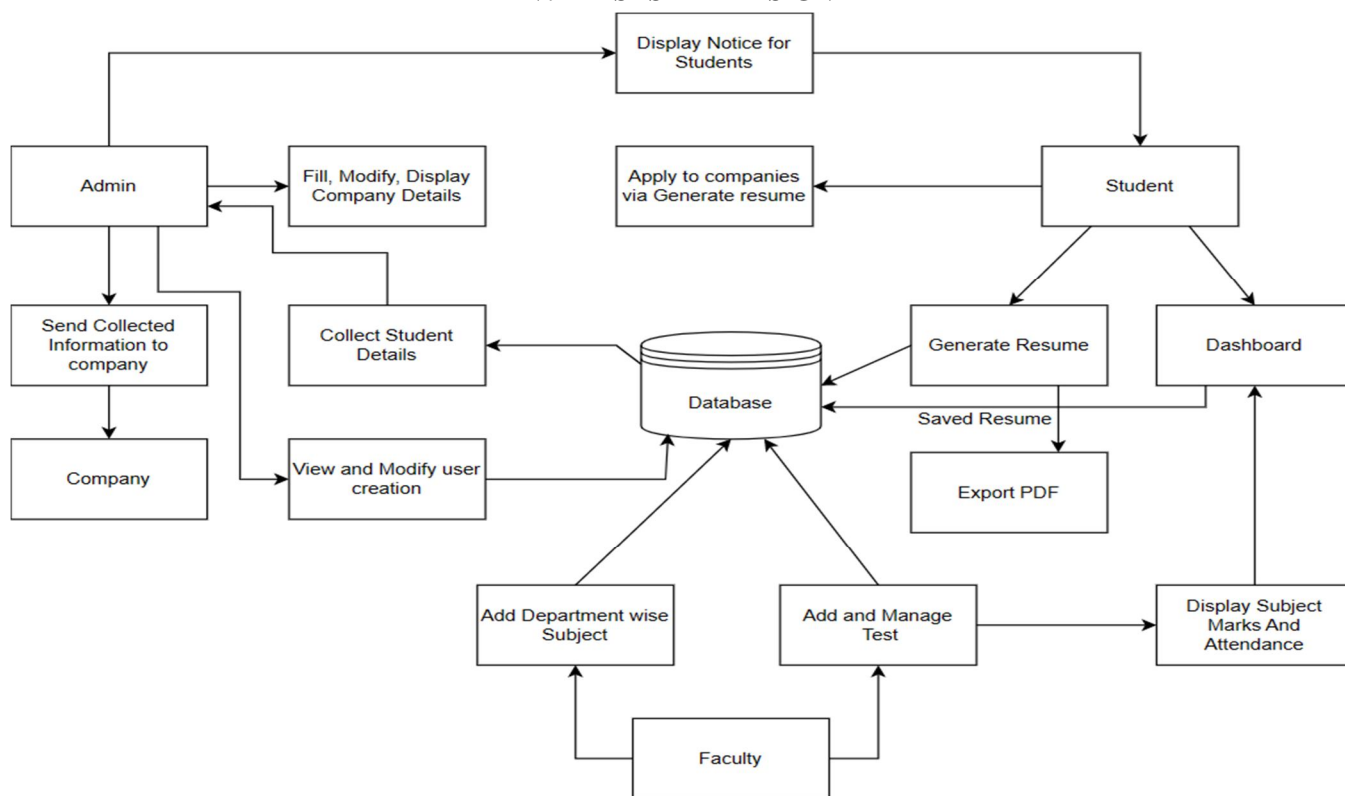 Display Notice for
Students
Admin
Fill, Modify, Display
Company Details
Apply to companies
via Generate resume
Student
Send Collected
Information to
company
Collect Student
Details
Database
Generate Resume
Dashboard
Saved Resume
Company
View and Modify user
creation
Export PDF
Add Department wise
Subject
Add and Manage
Test
Display Subject
Marks And
Attendance
Faculty